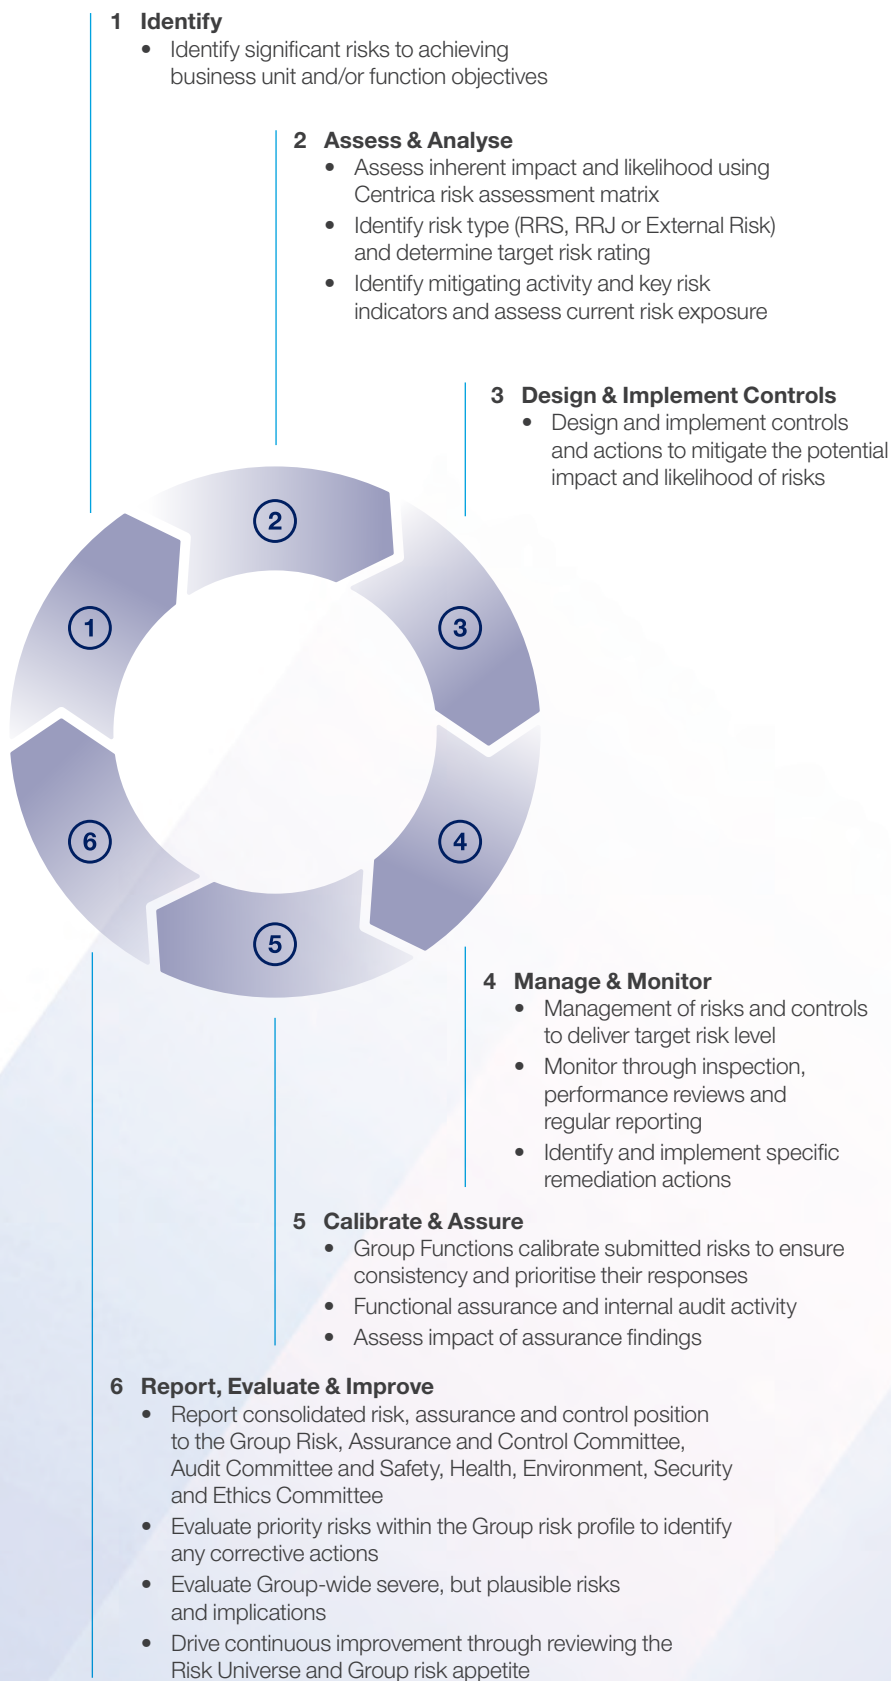 1 Identify
• Identify significant risks to achieving
business unit and/or function objectives
2 Assess & Analyse
• Assess inherent impact and likelihood using
Centrica risk assessment matrix
• Identify risk type (RRS, RRJ or External Risk)
and determine target risk rating
• Identify mitigating activity and key risk
indicators and assess current risk exposure
3 Design & Implement Controls
• Design and implement controls
and actions to mitigate the potential
impact and likelihood of risks
2
1
3
6
4
5
4 Manage & Monitor
• Management of risks and controls
to deliver target risk level
• Monitor through inspection,
performance reviews and
regular reporting
• Identify and implement specific
remediation actions
5 Calibrate & Assure
• Group Functions calibrate submitted risks to ensure
consistency and prioritise their responses
• Functional assurance and internal audit activity
• Assess impact of assurance findings
6 Report, Evaluate & Improve
• Report consolidated risk, assurance and control position
to the Group Risk, Assurance and Control Committee,
Audit Committee and Safety, Health, Environment, Security
and Ethics Committee
• Evaluate priority risks within the Group risk profile to identify
any corrective actions
• Evaluate Group-wide severe, but plausible risks
and implications
• Drive continuous improvement through reviewing the
Risk Universe and Group risk appetite